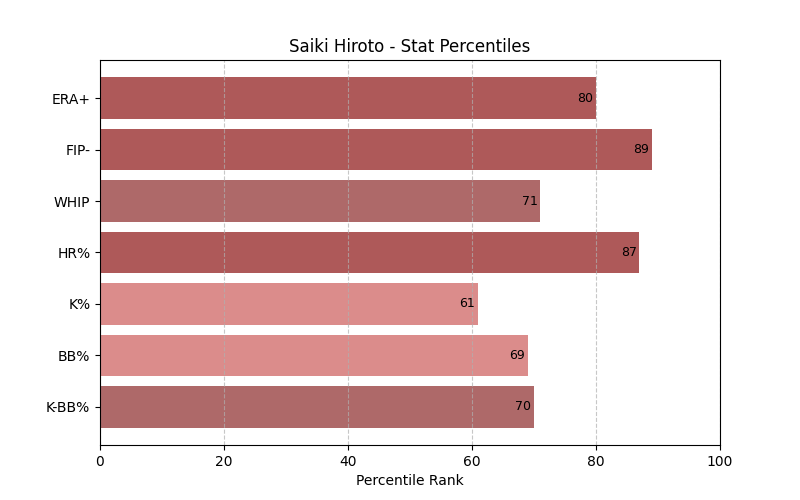 Saiki Hiroto - Stat Percentiles
ERA+ 80
FIP- 89
WHIP 71
HR% 87
K% 61
BB% 69
K-BB% 70
0 20 40 60 80 100
Percentile Rank